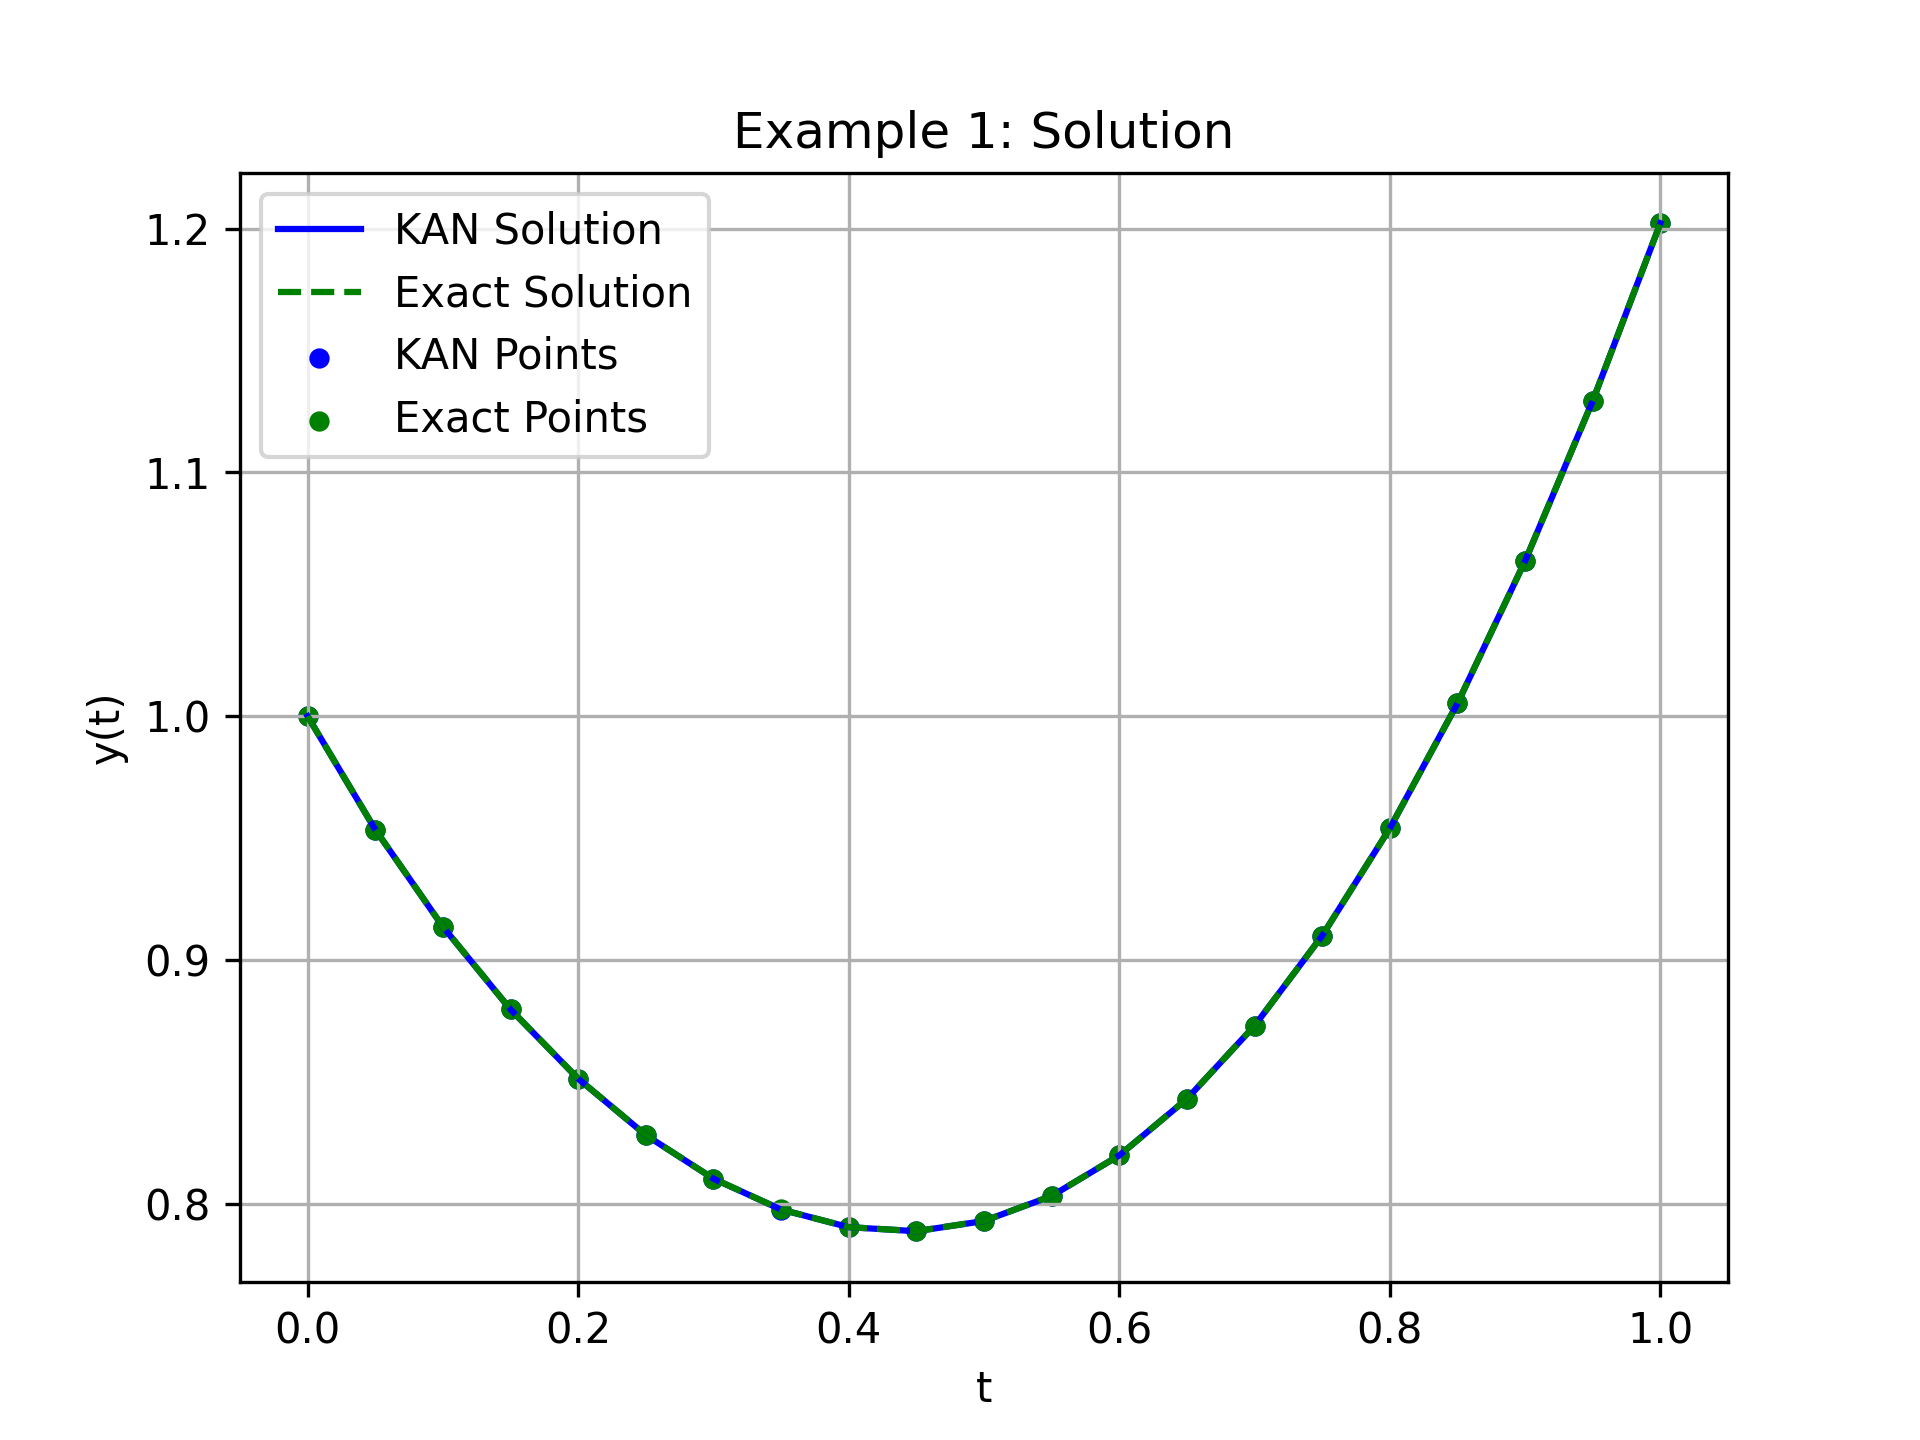 Example 1: Solution
KAN Solution
Exact Solution
KAN Points
Exact Points
1.2
1.1
1.0
0.9
0.8
y(t)
0.0 0.2 0.4 0.6 0.8 1.0
t